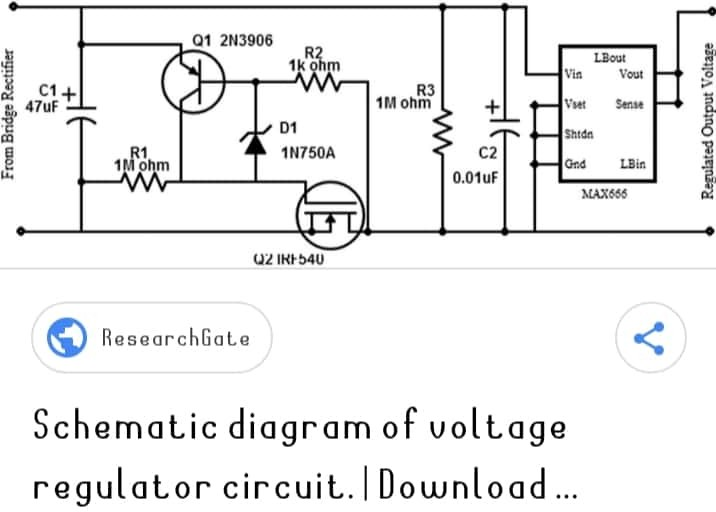 From Bridge Rectifier
C1 +
47uF
Q1 2N3906
R2
1k ohm
R1
1M ohm
D1
1N750A
Q2 IRF540
R3
1M ohm
+
C2
0.01uF
LBout
Vin Vout
Vset Sense
Shtdn
Gnd LBin
MAX666
Regulated Output Voltage
ResearchGate
Schematic diagram of voltage
regulator circuit. | Download ...